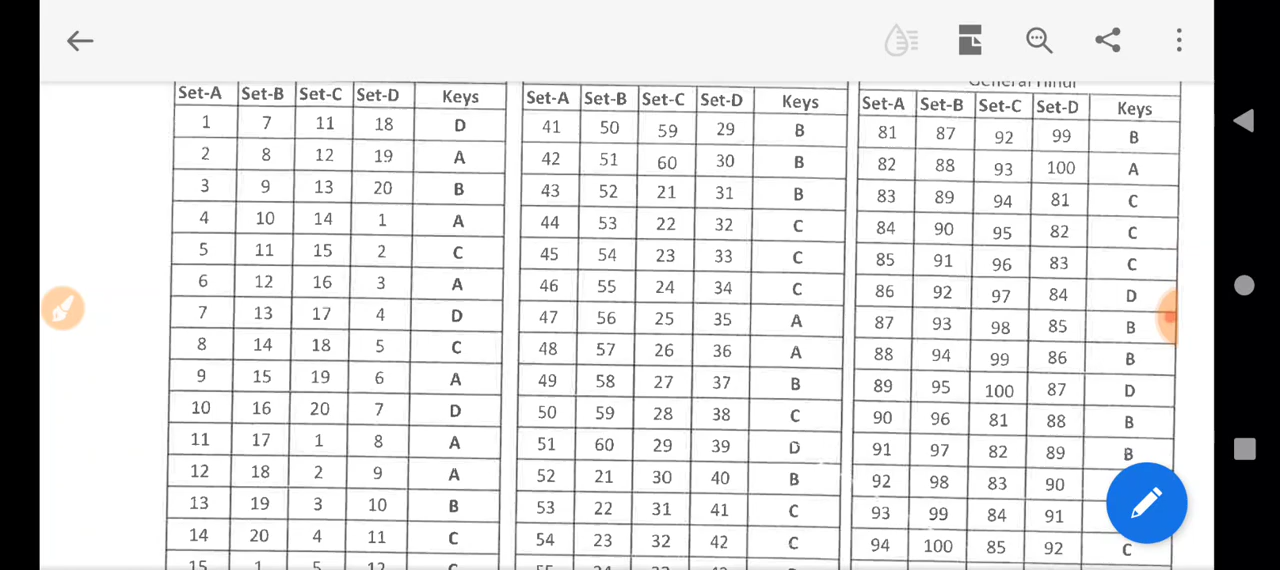 General Hindi
Set-A Set-B Set-C Set-D Keys
1 7 11 18 D
2 8 12 19 A
3 9 13 20 B
4 10 14 1 A
5 11 15 2 C
6 12 16 3 A
7 13 17 4 D
8 14 18 5 C
9 15 19 6 A
10 16 20 7 D
11 17 1 8 A
12 18 2 9 A
13 19 3 10 B
14 20 4 11 C
15 1 5 12
Set-A Set-B Set-C Set-D Keys
41 50 59 29 B
42 51 60 30 B
43 52 21 31 B
44 53 22 32 C
45 54 23 33 C
46 55 24 34 C
47 56 25 35 A
48 57 26 36 A
49 58 27 37 B
50 59 28 38 C
51 60 29 39 D
52 21 30 40 B
53 22 31 41 C
54 23 32 42 C
Set-A Set-B Set-C Set-D Keys
81 87 92 99 B
82 88 93 100 A
83 89 94 81 C
84 90 95 82 C
85 91 96 83 C
86 92 97 84 D
87 93 98 85 B
88 94 99 86 B
89 95 100 87 D
90 96 81 88 B
91 97 82 89 B
92 98 83 90
93 99 84 91
94 100 85 92 C